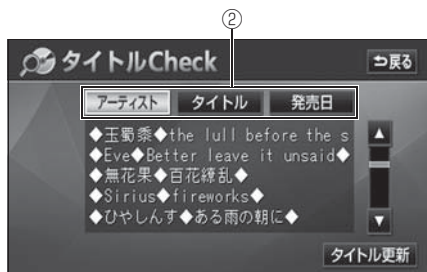 ②
タイトルCheck
戻る
アーティスト タイトル 発売日
◆玉蜀黍◆the lull before the s
◆Eve◆Better leave it unsaid◆
◆無花果◆百花繚乱◆
◆Sirius◆fireworks◆
◆ひやしんす◆ある雨の朝に◆
タイトル更新